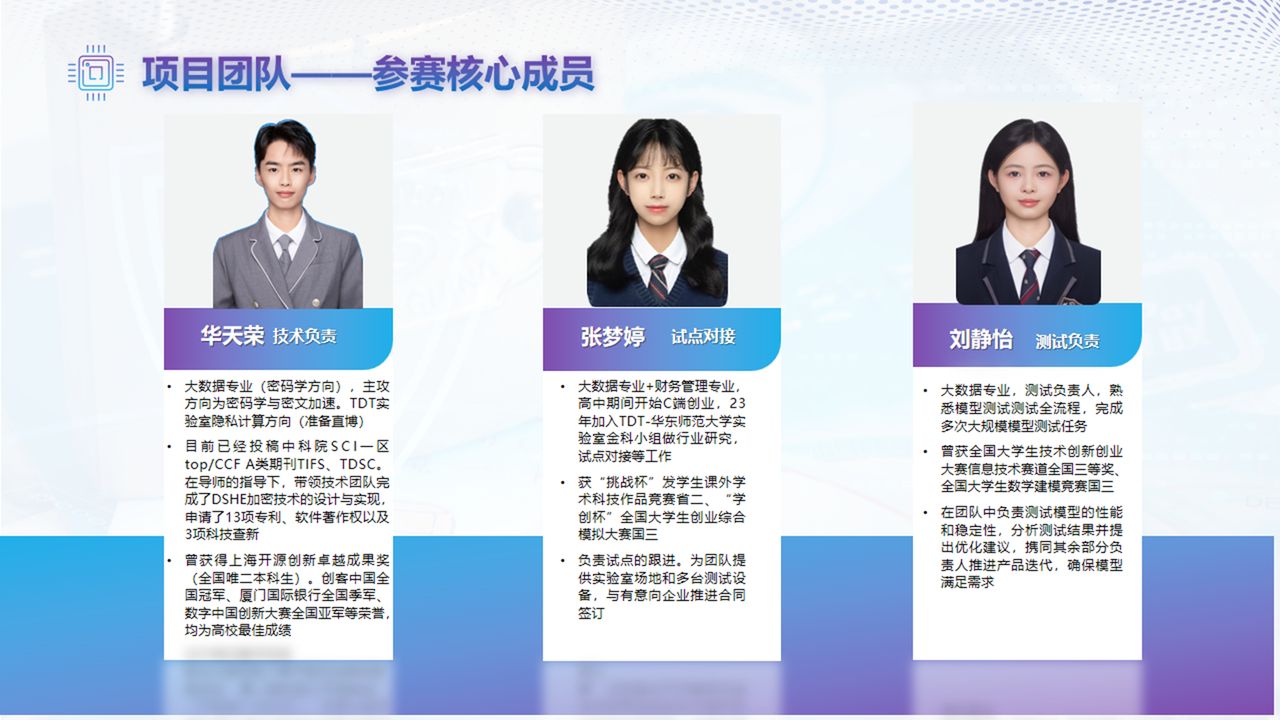 项目团队——参赛核心成员
华天荣 技术负责
• 大数据专业（密码学方向），主攻
方向为密码学与密文加速。TDT实
验室隐私计算方向（准备直博）
• 目前已经投稿中科院SCI一区
top/CCF A类期刊TIFS、TDSC。
在导师的指导下，带领技术团队完
成了DSHE加密技术的设计与实现，
申请了13项专利、软件著作权以及
3项科技查新
• 曾获得上海开源创新卓越成果奖
（全国唯二本科生）。创客中国全
国冠军、厦门国际银行全国季军、
数字中国创新大赛全国亚军等荣誉，
均为高校最佳成绩
张梦婷 试点对接
• 大数据专业+财务管理专业，
高中期间开始C端创业，23
年加入TDT-华东师范大学实
验室金科小组做行业研究，
试点对接等工作
• 获“挑战杯”发学生课外学
术科技作品竞赛省二、“学
创杯”全国大学生创业综合
模拟大赛国三
• 负责试点的跟进。为团队提
供实验室场地和多台测试设
备，与有意向企业推进合同
签订
刘静怡 测试负责
• 大数据专业，测试负责人，熟
悉模型测试测试全流程，完成
多次大规模模型测试任务
• 曾获全国大学生技术创新创业
大赛信息技术赛道全国三等奖、
全国大学生数学建模竞赛国三
• 在团队中负责测试模型的性能
和稳定性，分析测试结果并提
出优化建议，携同其余部分负
责人推进产品迭代，确保模型
满足需求